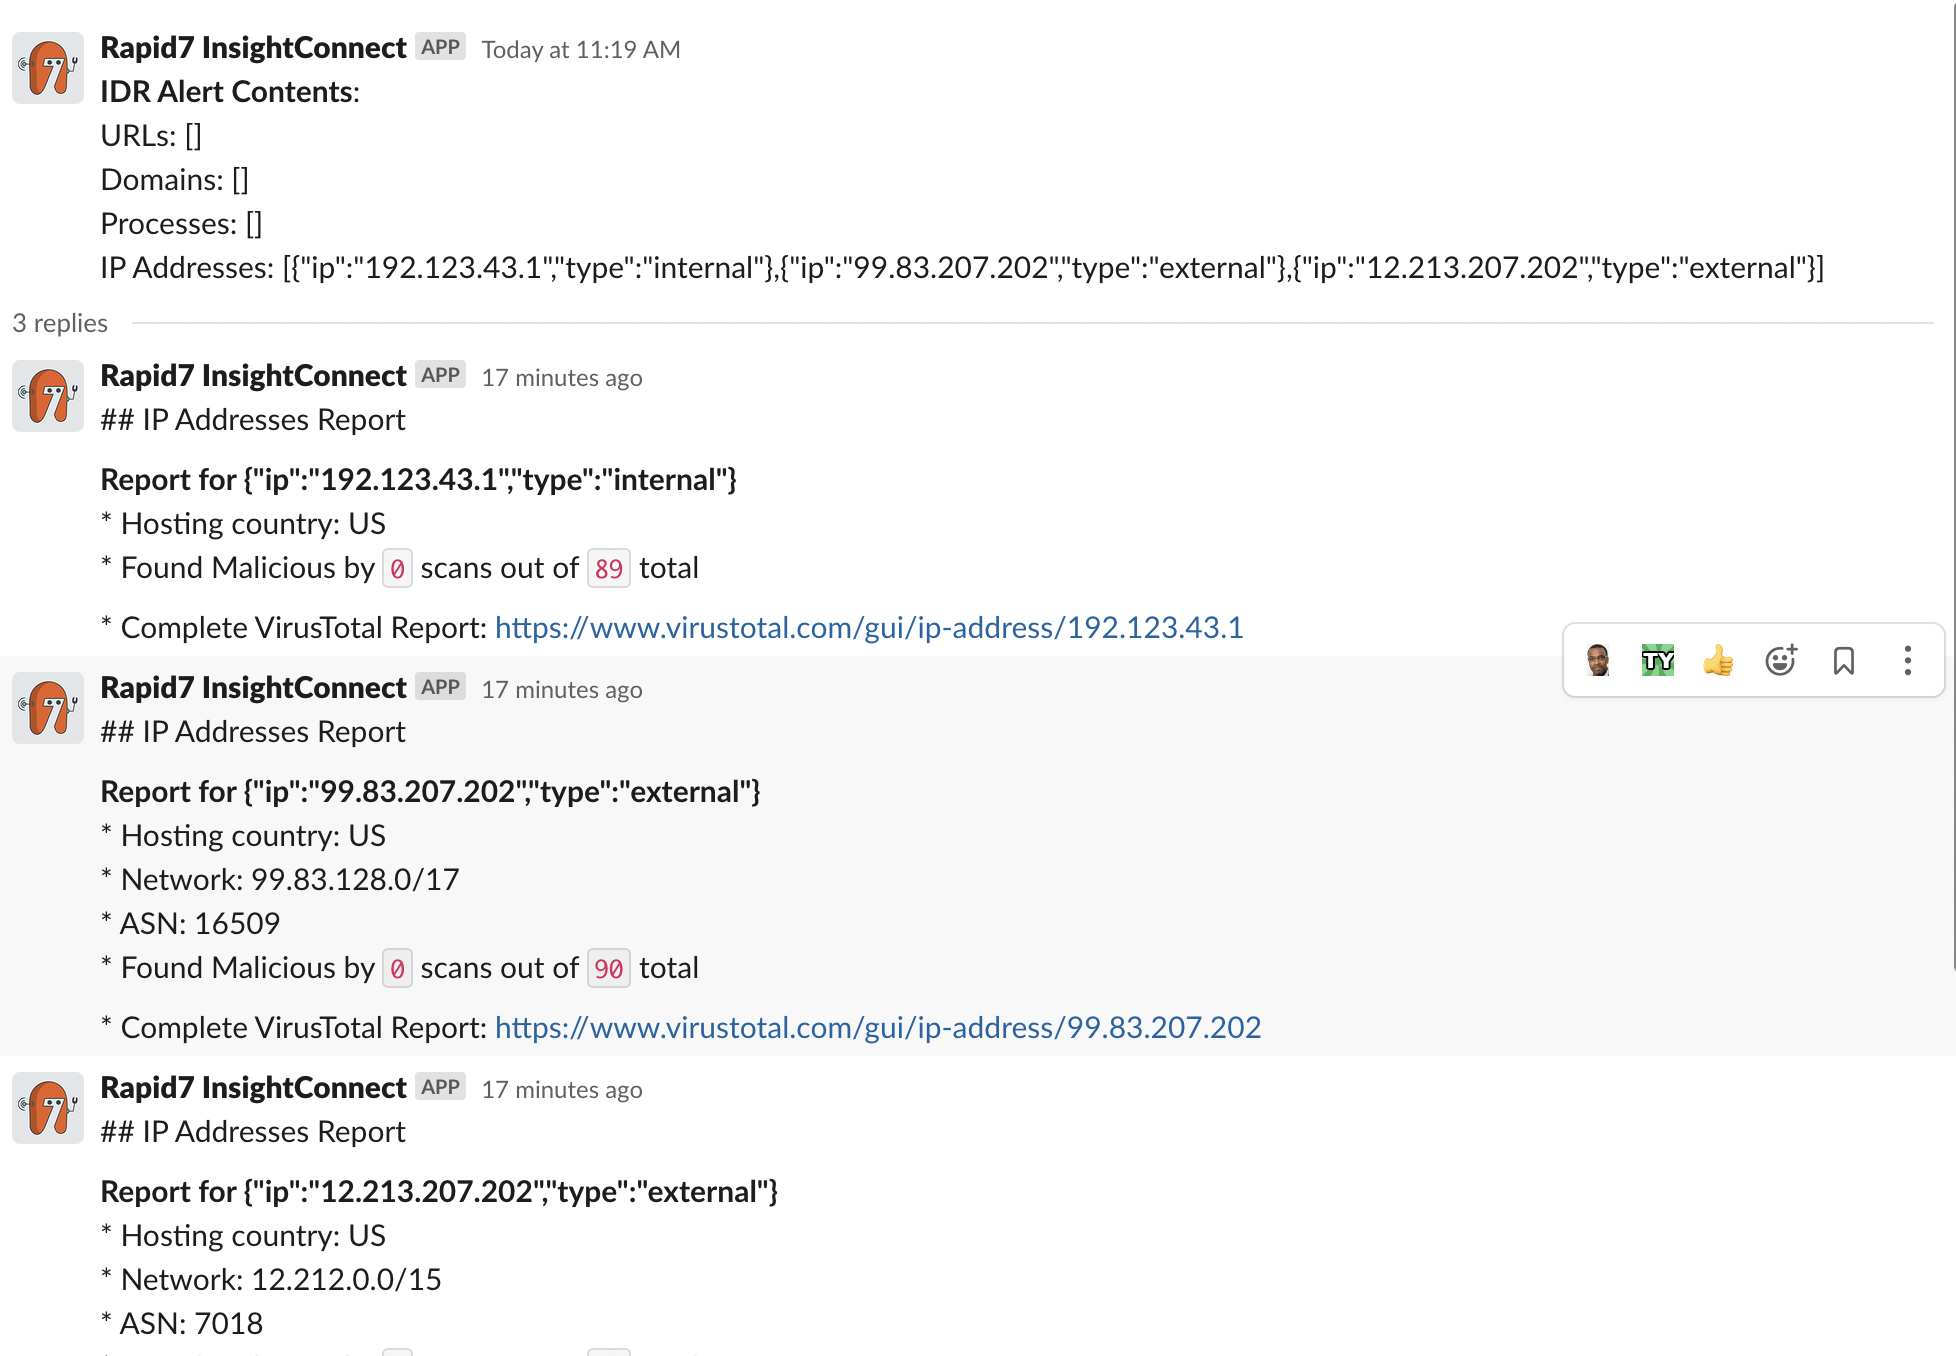 Rapid7 InsightConnect APP Today at 11:19 AM
IDR Alert Contents:
URLs: []
Domains: []
Processes: []
IP Addresses: [{"ip":"192.123.43.1","type":"internal"},{"ip":"99.83.207.202","type":"external"},{"ip":"12.213.207.202","type":"external"}]
3 replies
Rapid7 InsightConnect APP 17 minutes ago
## IP Addresses Report
Report for {"ip":"192.123.43.1","type":"internal"}
* Hosting country: US
* Found Malicious by 0 scans out of 89 total
* Complete VirusTotal Report: https://www.virustotal.com/gui/ip-address/192.123.43.1
TY
Rapid7 InsightConnect APP 17 minutes ago
## IP Addresses Report
Report for {"ip":"99.83.207.202","type":"external"}
* Hosting country: US
* Network: 99.83.128.0/17
* ASN: 16509
* Found Malicious by 0 scans out of 90 total
* Complete VirusTotal Report: https://www.virustotal.com/gui/ip-address/99.83.207.202
Rapid7 InsightConnect APP 17 minutes ago
## IP Addresses Report
Report for {"ip":"12.213.207.202","type":"external"}
* Hosting country: US
* Network: 12.212.0.0/15
* ASN: 7018